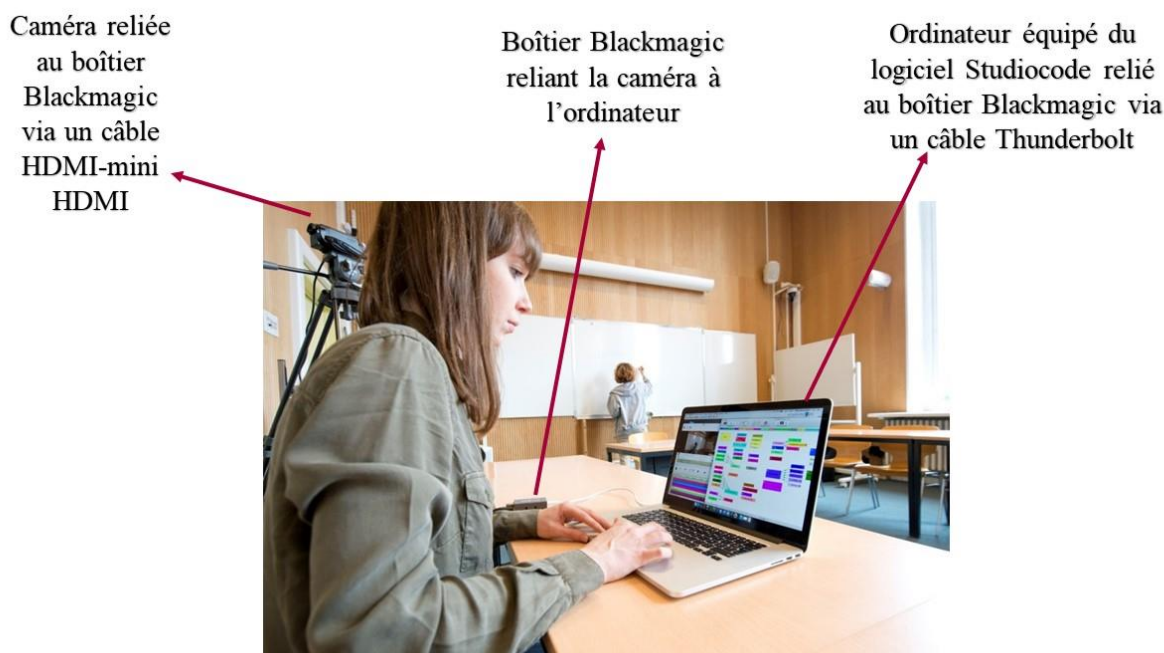 Caméra reliée
au boîtier
Blackmagic
via un câble
HDMI-mini
HDMI
Boîtier Blackmagic
reliant la caméra à
l'ordinateur
Ordinateur équipé du
logiciel Studiocode relié
au boîtier Blackmagic via
un câble Thunderbolt